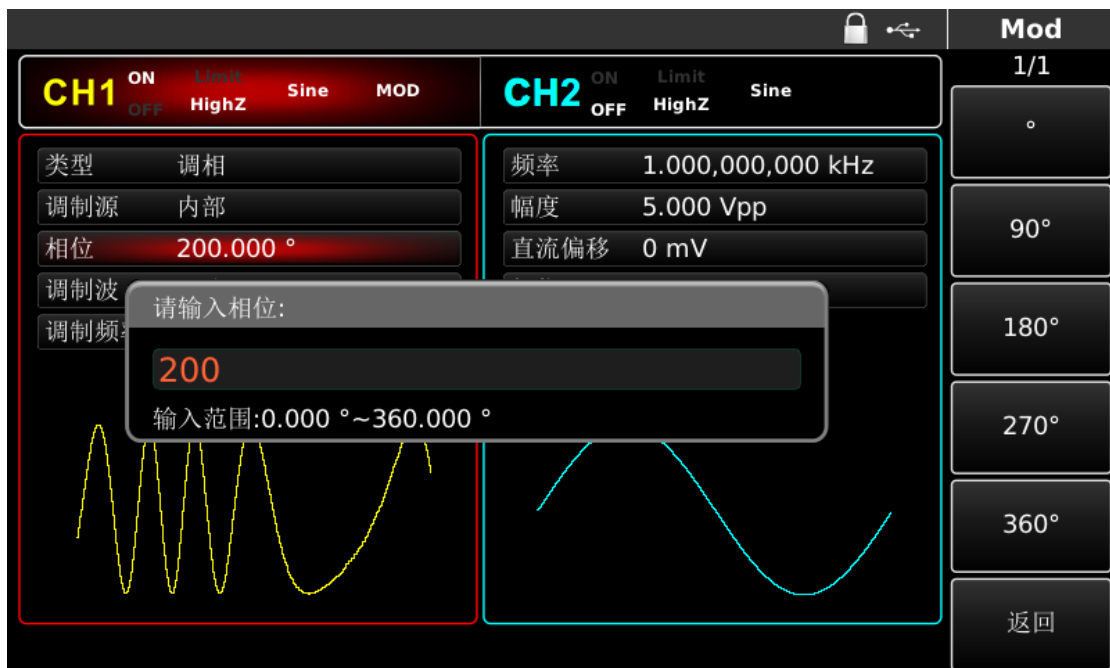 Mod
1/1
CH1 ON OFF Limit HighZ Sine MOD
CH2 ON OFF Limit HighZ Sine
类型 调相
调制源 内部
相位 200.000 °
调制波
调制频
频率 1.000,000,000 kHz
幅度 5.000 Vpp
直流偏移 0 mV
请输入相位:
200
输入范围:0.000 °~360.000 °
°
90°
180°
270°
360°
返回